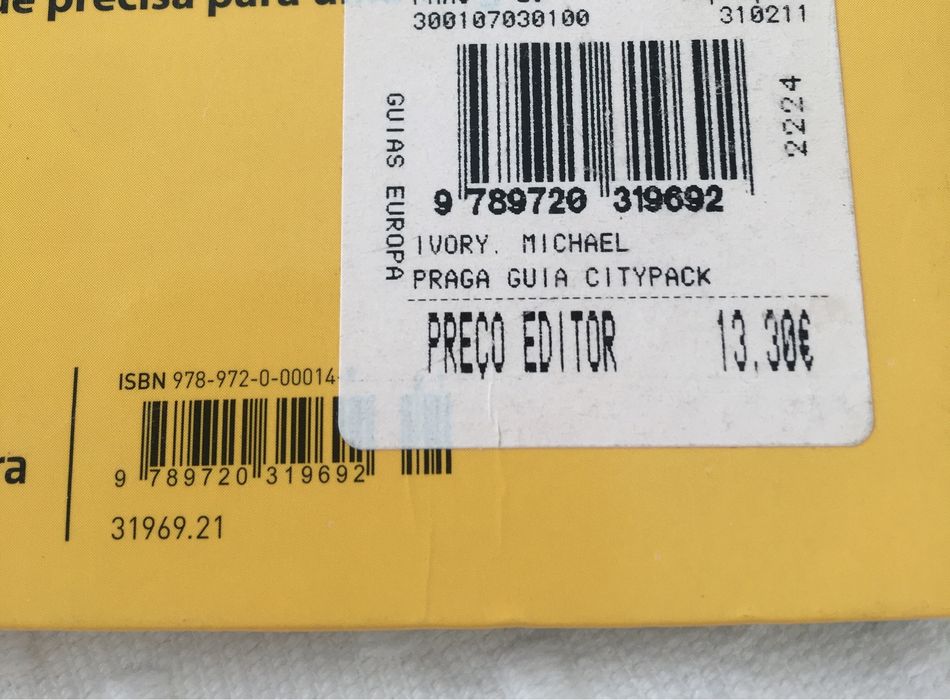 de precisa para
300107030100 310211
2224
GUIAS EUROPA
9 789720 319692
IVORY. MICHAEL
PRAGA GUIA CITYPACK
PREÇO EDITOR 13.30€
ISBN 978-972-0-00014-
9 789720 319692
ra
31969.21